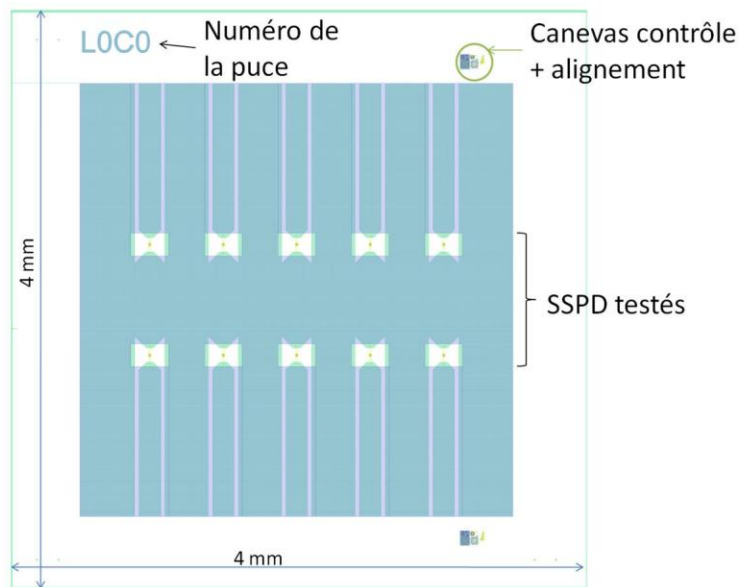 L0C0
Numéro de
la puce
Canevas contrôle
+ alignement
4 mm
SSPD testés
4 mm